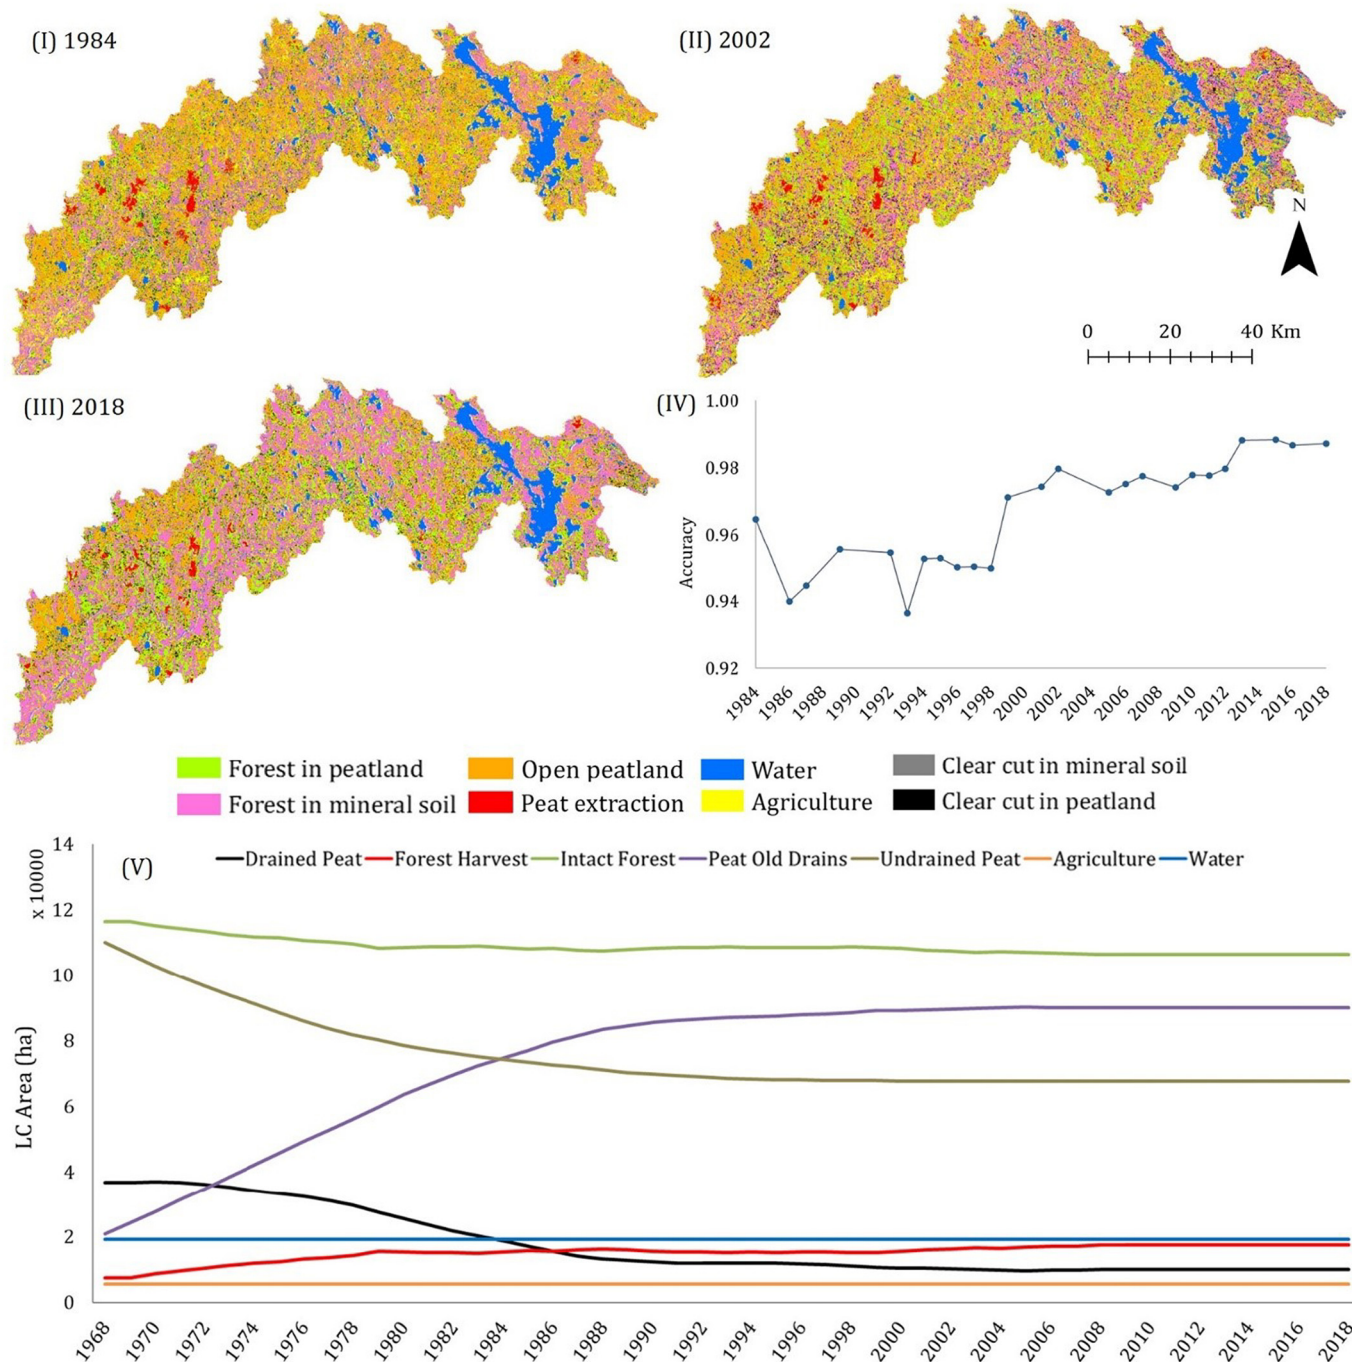 (I) 1984
(II) 2002
N
0 20 40 Km
(III) 2018
(IV)
1.00
0.98
0.96
0.94
0.92
Accuracy
1984 1986 1988 1990 1992 1994 1996 1998 2000 2002 2004 2006 2008 2010 2012 2014 2016 2018
Forest in peatland Open peatland Water Clear cut in mineral soil
Forest in mineral soil Peat extraction Agriculture Clear cut in peatland
(V)
Drained Peat Forest Harvest Intact Forest Peat Old Drains Undrained Peat Agriculture Water
x 10000
LC Area (ha)
14
12
10
8
6
4
2
0
1968 1970 1972 1974 1976 1978 1980 1982 1984 1986 1988 1990 1992 1994 1996 1998 2000 2002 2004 2006 2008 2010 2012 2014 2016 2018